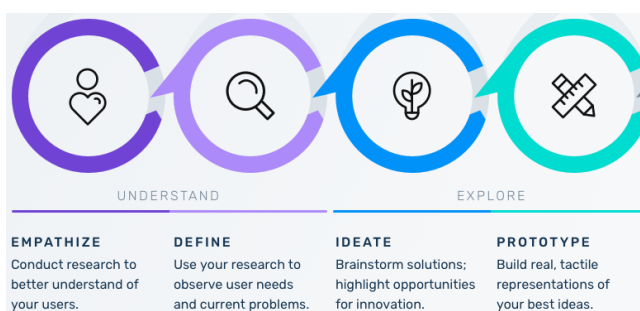 UNDERSTAND
EXPLORE
EMPATHIZE
Conduct research to
better understand of
your users.
DEFINE
Use your research to
observe user needs
and current problems.
IDEATE
Brainstorm solutions;
highlight opportunities
for innovation.
PROTOTYPE
Build real, tactile
representations of
your best ideas.